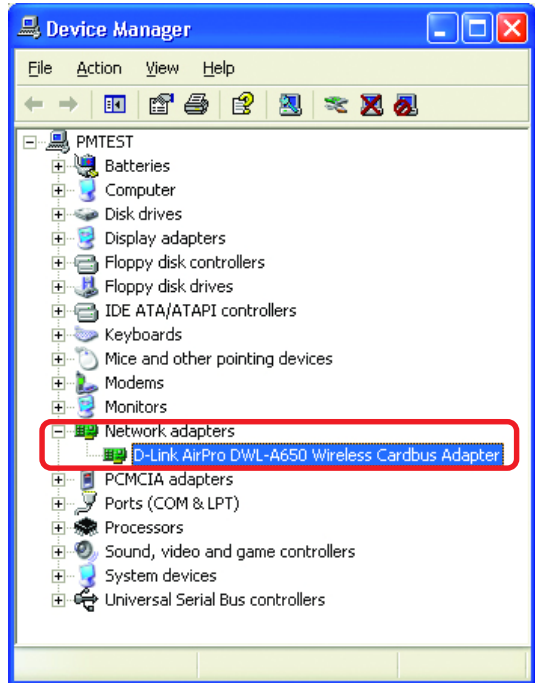 Device Manager
File Action View Help
PMTEST
Batteries
Computer
Disk drives
Display adapters
Floppy disk controllers
Floppy disk drives
IDE ATA/ATAPI controllers
Keyboards
Mice and other pointing devices
Modems
Monitors
Network adapters
D-Link AirPro DWL-A650 Wireless Cardbus Adapter
PCMCIA adapters
Ports (COM & LPT)
Processors
Sound, video and game controllers
System devices
Universal Serial Bus controllers